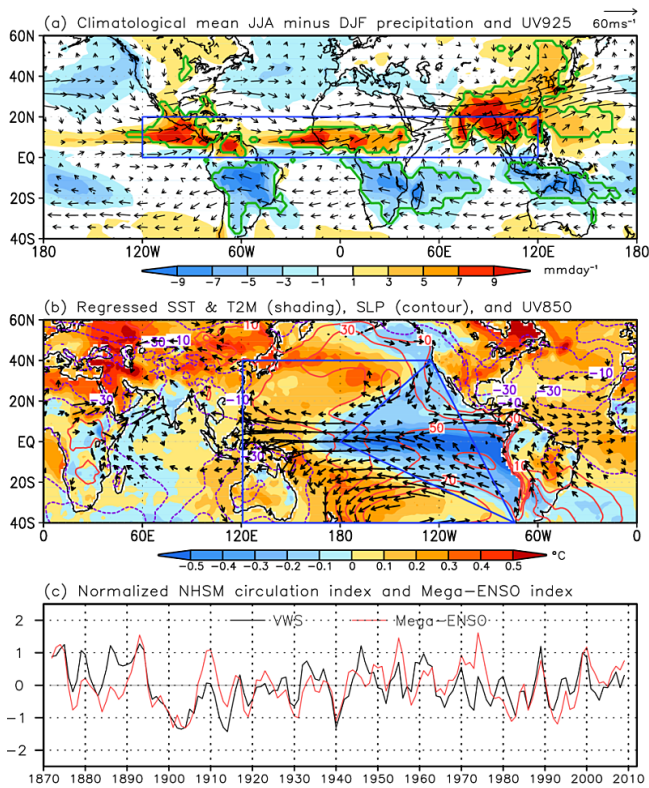 (a) Climatological mean JJA minus DJF precipitation and UV925
60ms⁻¹
60N
40N
20N
EQ
20S
40S
180 120W 60W 0 60E 120E 180
-9 -7 -5 -3 -1 1 3 5 7 9 mmday⁻¹
(b) Regressed SST & T2M (shading), SLP (contour), and UV850
60N
40N
20N
EQ
20S
40S
-30 -10 10 30 10
-30 -10
-30 -10
50
-30
10
0 60E 120E 180 120W 60W 0
-0.5 -0.4 -0.3 -0.2 -0.1 0 0.1 0.2 0.3 0.4 0.5 °C
(c) Normalized NHSM circulation index and Mega-ENSO index
VWS Mega-ENSO
2
1
0
-1
-2
1870 1880 1890 1900 1910 1920 1930 1940 1950 1960 1970 1980 1990 2000 2010